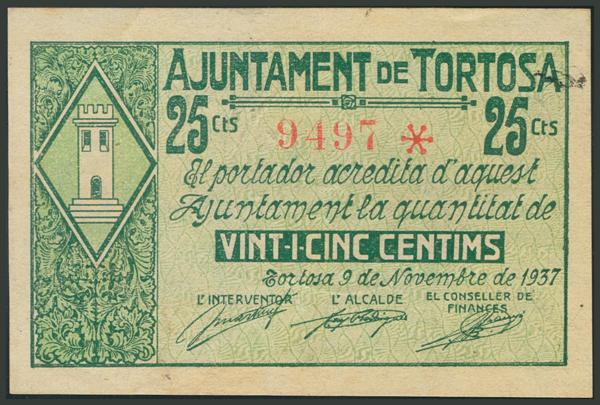 AJUNTAMENT DE TORTOSA
25 Cts 9497 * 25 Cts
El portador acredita d'aquest
Ajuntament la quantitat de
VINT-I-CINC CENTIMS
Tortosa 9 de Novembre de 1937
L'INTERVENTOR L'ALCALDE EL CONSELLER DE
FINANCES